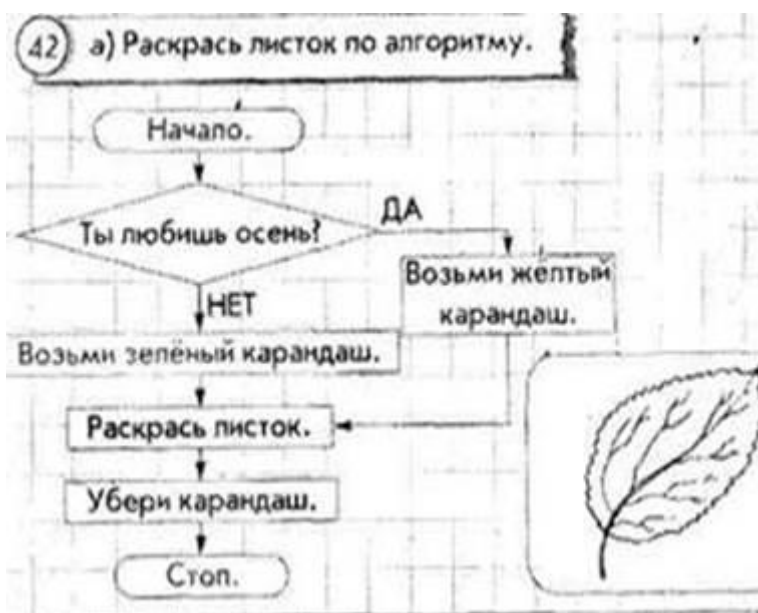 42 а) Раскрась листок по алгоритму.
Начало.
Ты любишь осень?
ДА
Возьми жёлтый
карандаш.
НЕТ
Возьми зелёный карандаш.
Раскрась листок.
Убери карандаш.
Стоп.